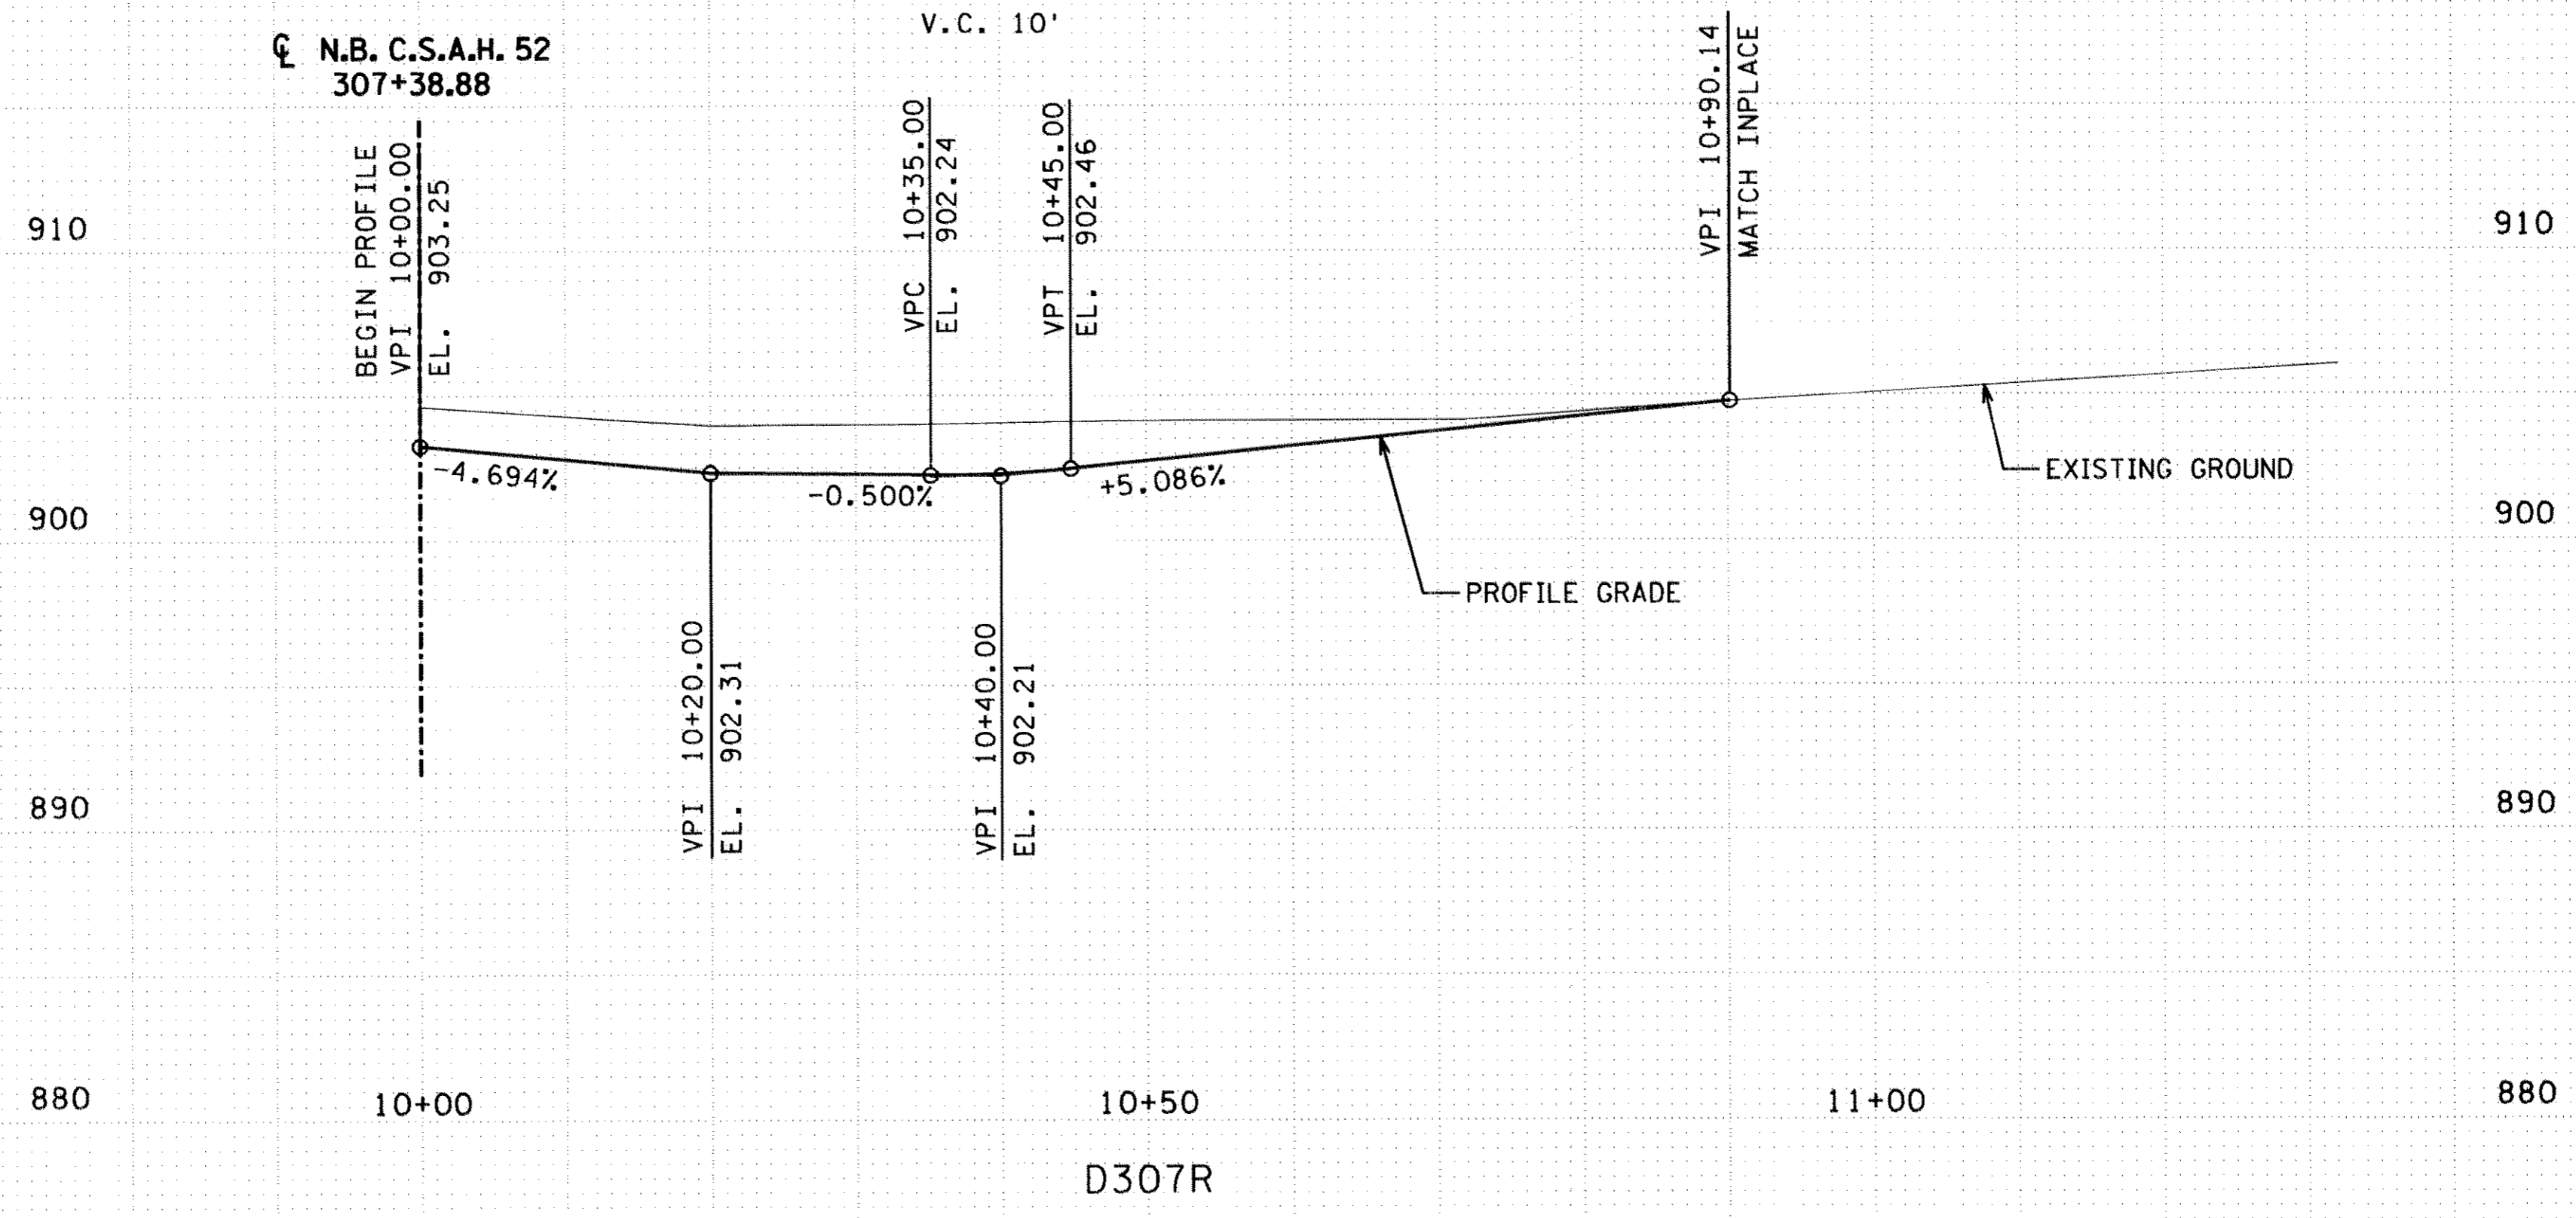 V.C. 10'
℄ N.B. C.S.A.H. 52
307+38.88
BEGIN PROFILE
VPI 10+00.00
EL. 903.25
VPC 10+35.00
EL. 902.24
VPT 10+45.00
EL. 902.46
VPI 10+90.14
MATCH INPLACE
910
910
-4.694%
-0.500%
+5.086%
EXISTING GROUND
900
900
PROFILE GRADE
VPI 10+20.00
EL. 902.31
VPI 10+40.00
EL. 902.21
890
890
880
10+00
10+50
11+00
880
D307R